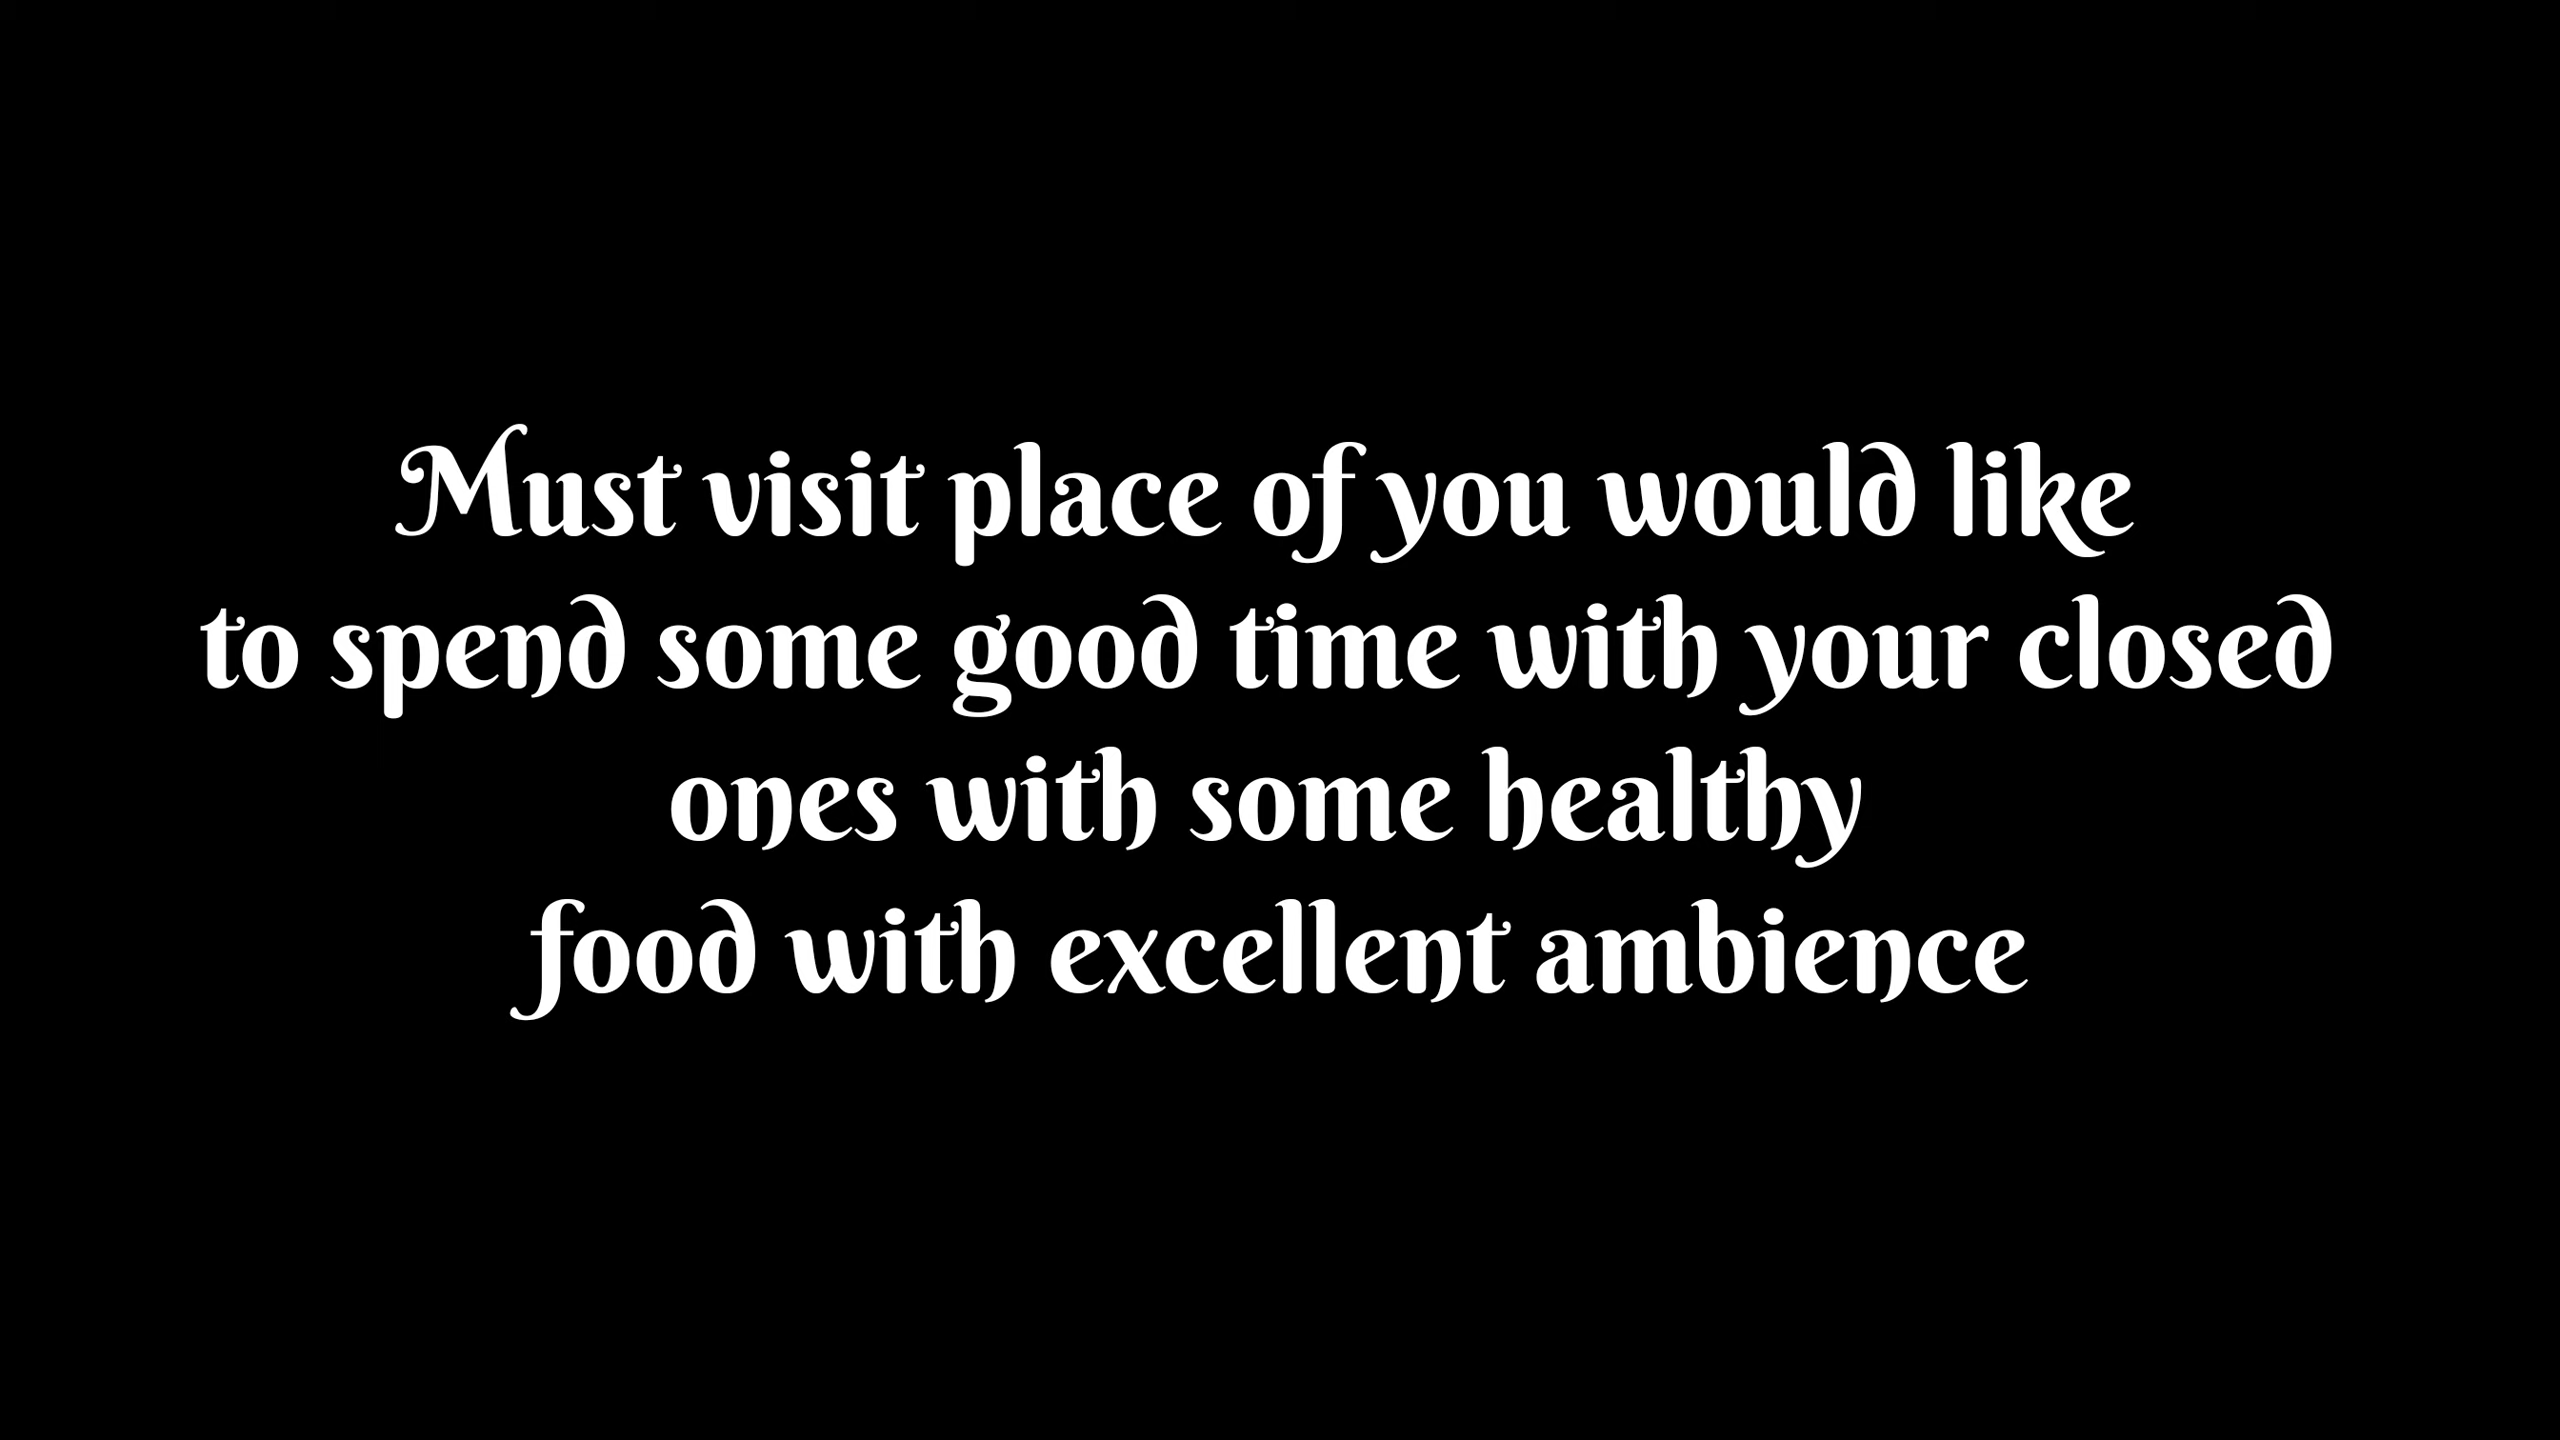 Must visit place of you would like
to spend some good time with your closed
ones with some healthy
food with excellent ambience